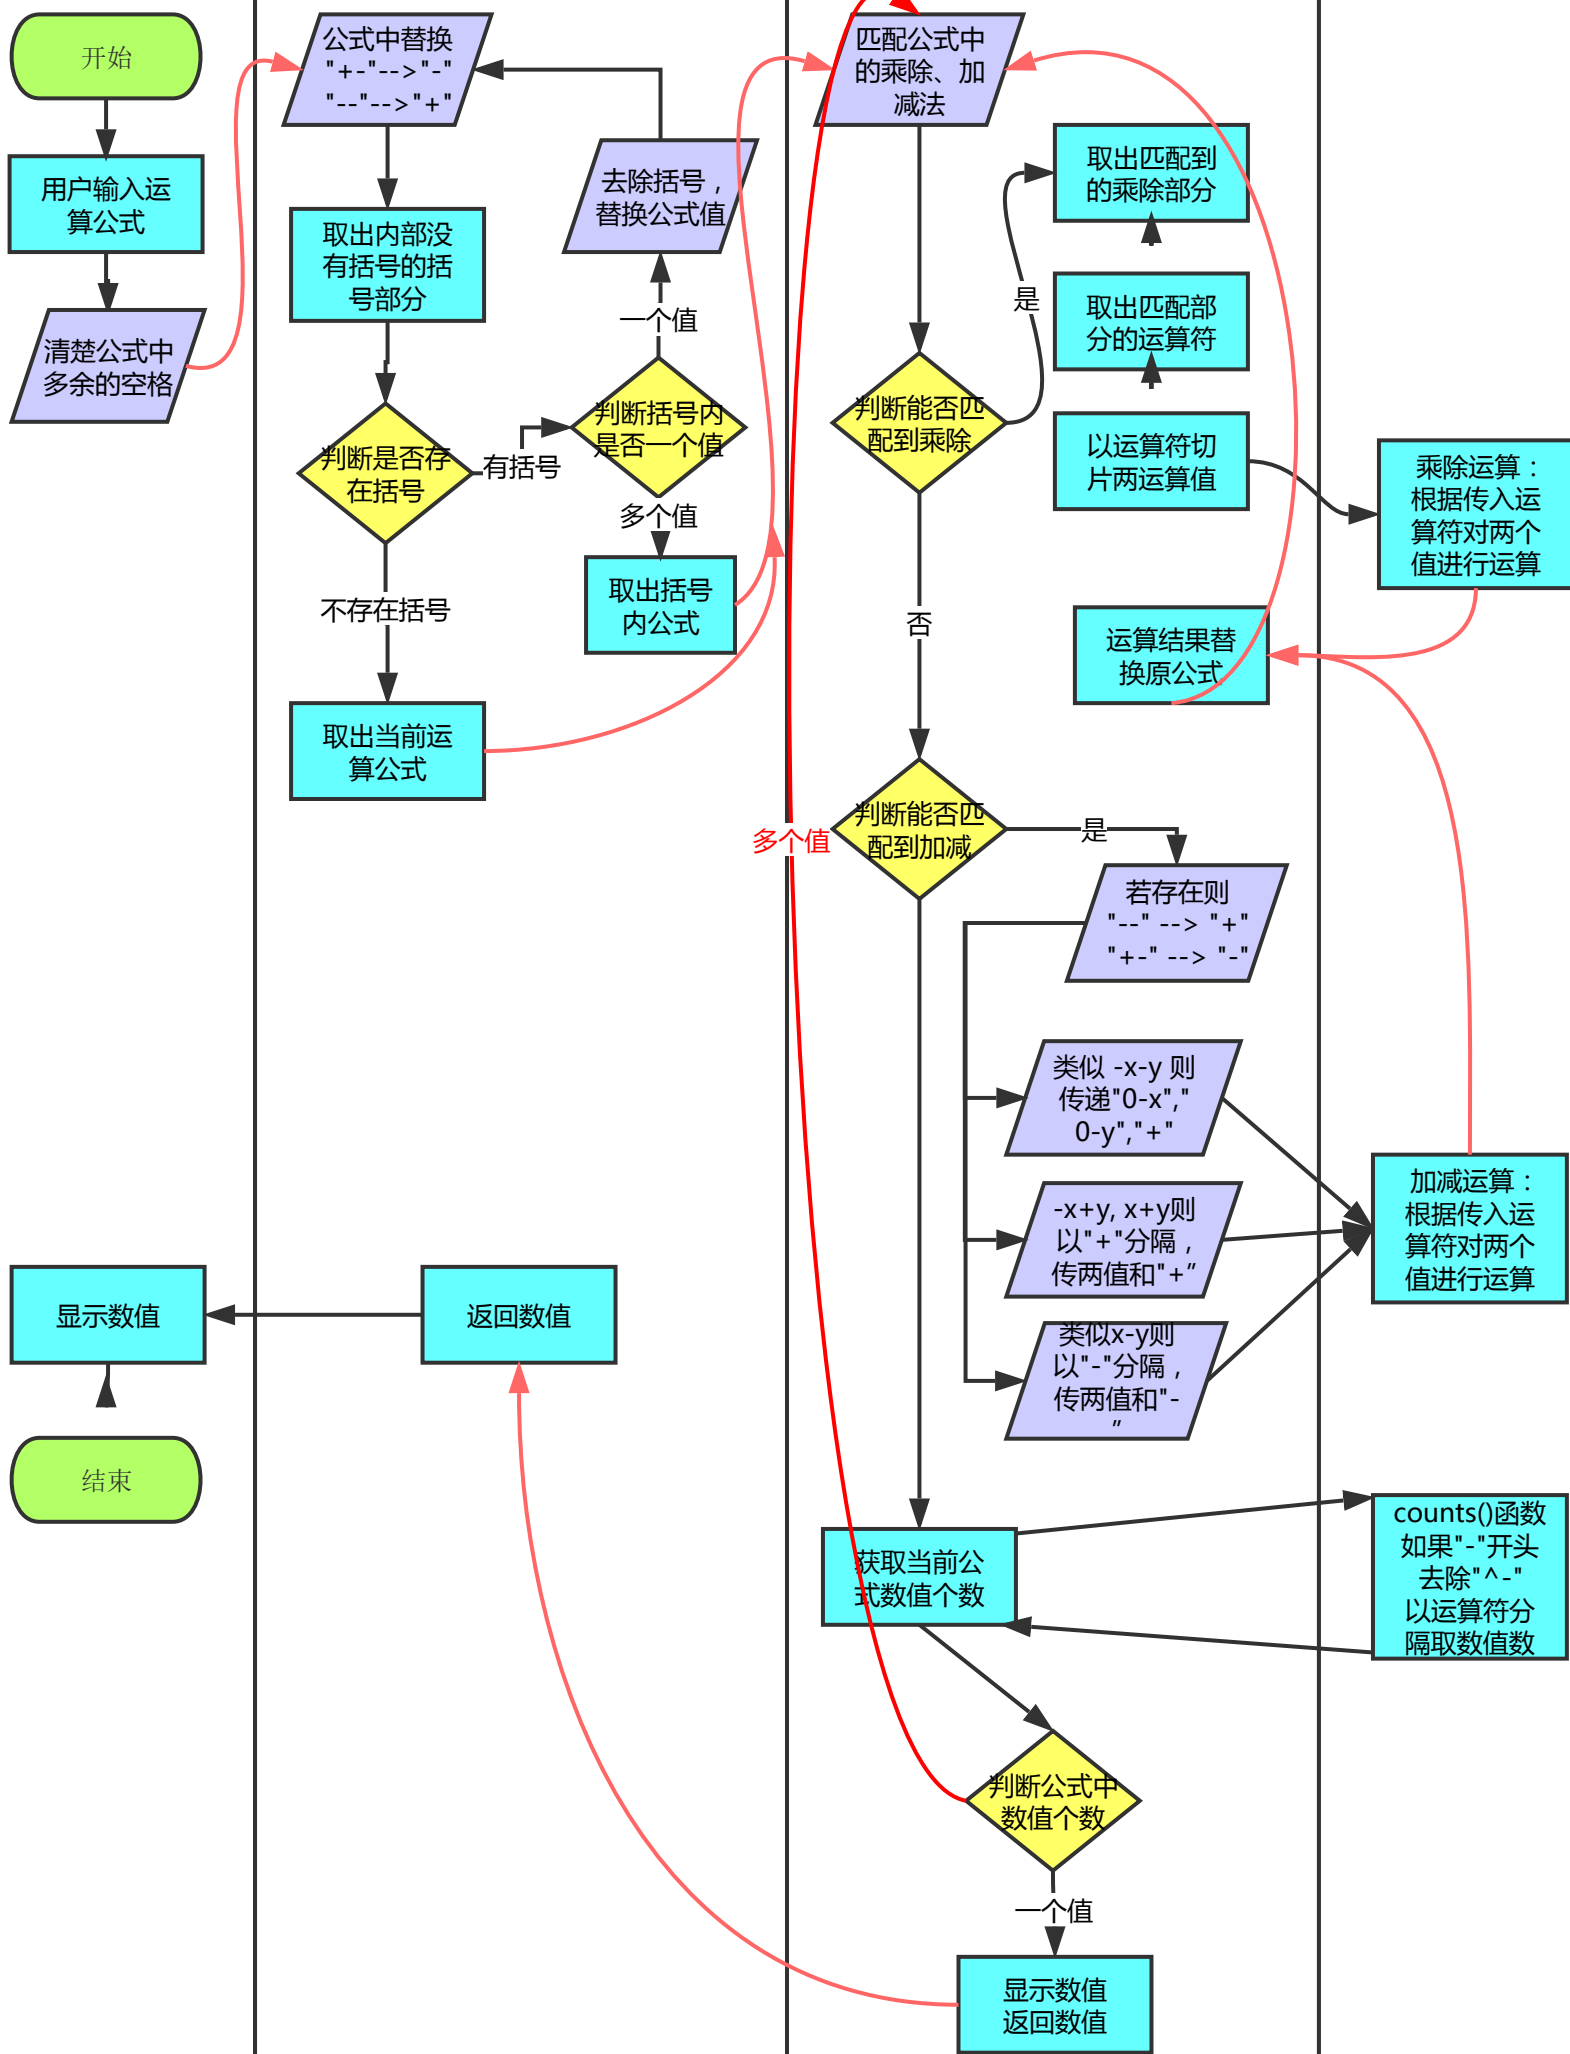 开始
用户输入运
算公式
清楚公式中
多余的空格
显示数值
结束
公式中替换
"+-"-->"-"
"--"-->"+"
去除括号，
替换公式值
取出内部没
有括号的括
号部分
一个值
判断括号内
是否一个值
判断是否存
在括号
有括号
多个值
取出括号
内公式
不存在括号
取出当前运
算公式
返回数值
匹配公式中
的乘除、加
减法
取出匹配到
的乘除部分
是
取出匹配部
分的运算符
判断能否匹
配到乘除
以运算符切
片两运算值
否
运算结果替
换原公式
多个值
判断能否匹
配到加减
是
若存在则
"--" --> "+"
"+-" --> "-"
类似 -x-y 则
传递"0-x","
0-y","+"
-x+y, x+y则
以"+"分隔，
传两值和"+”
类似x-y则
以"-"分隔，
传两值和"-
”
获取当前公
式数值个数
判断公式中
数值个数
一个值
显示数值
返回数值
乘除运算：
根据传入运
算符对两个
值进行运算
加减运算：
根据传入运
算符对两个
值进行运算
counts()函数
如果"-"开头
去除"^-"
以运算符分
隔取数值数